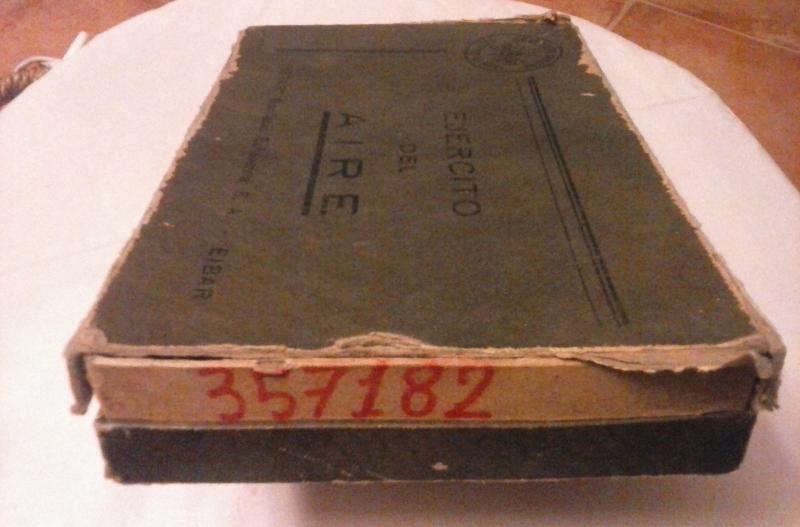 EJERCITO
DEL
AIRE
S. A. - EIBAR
357182